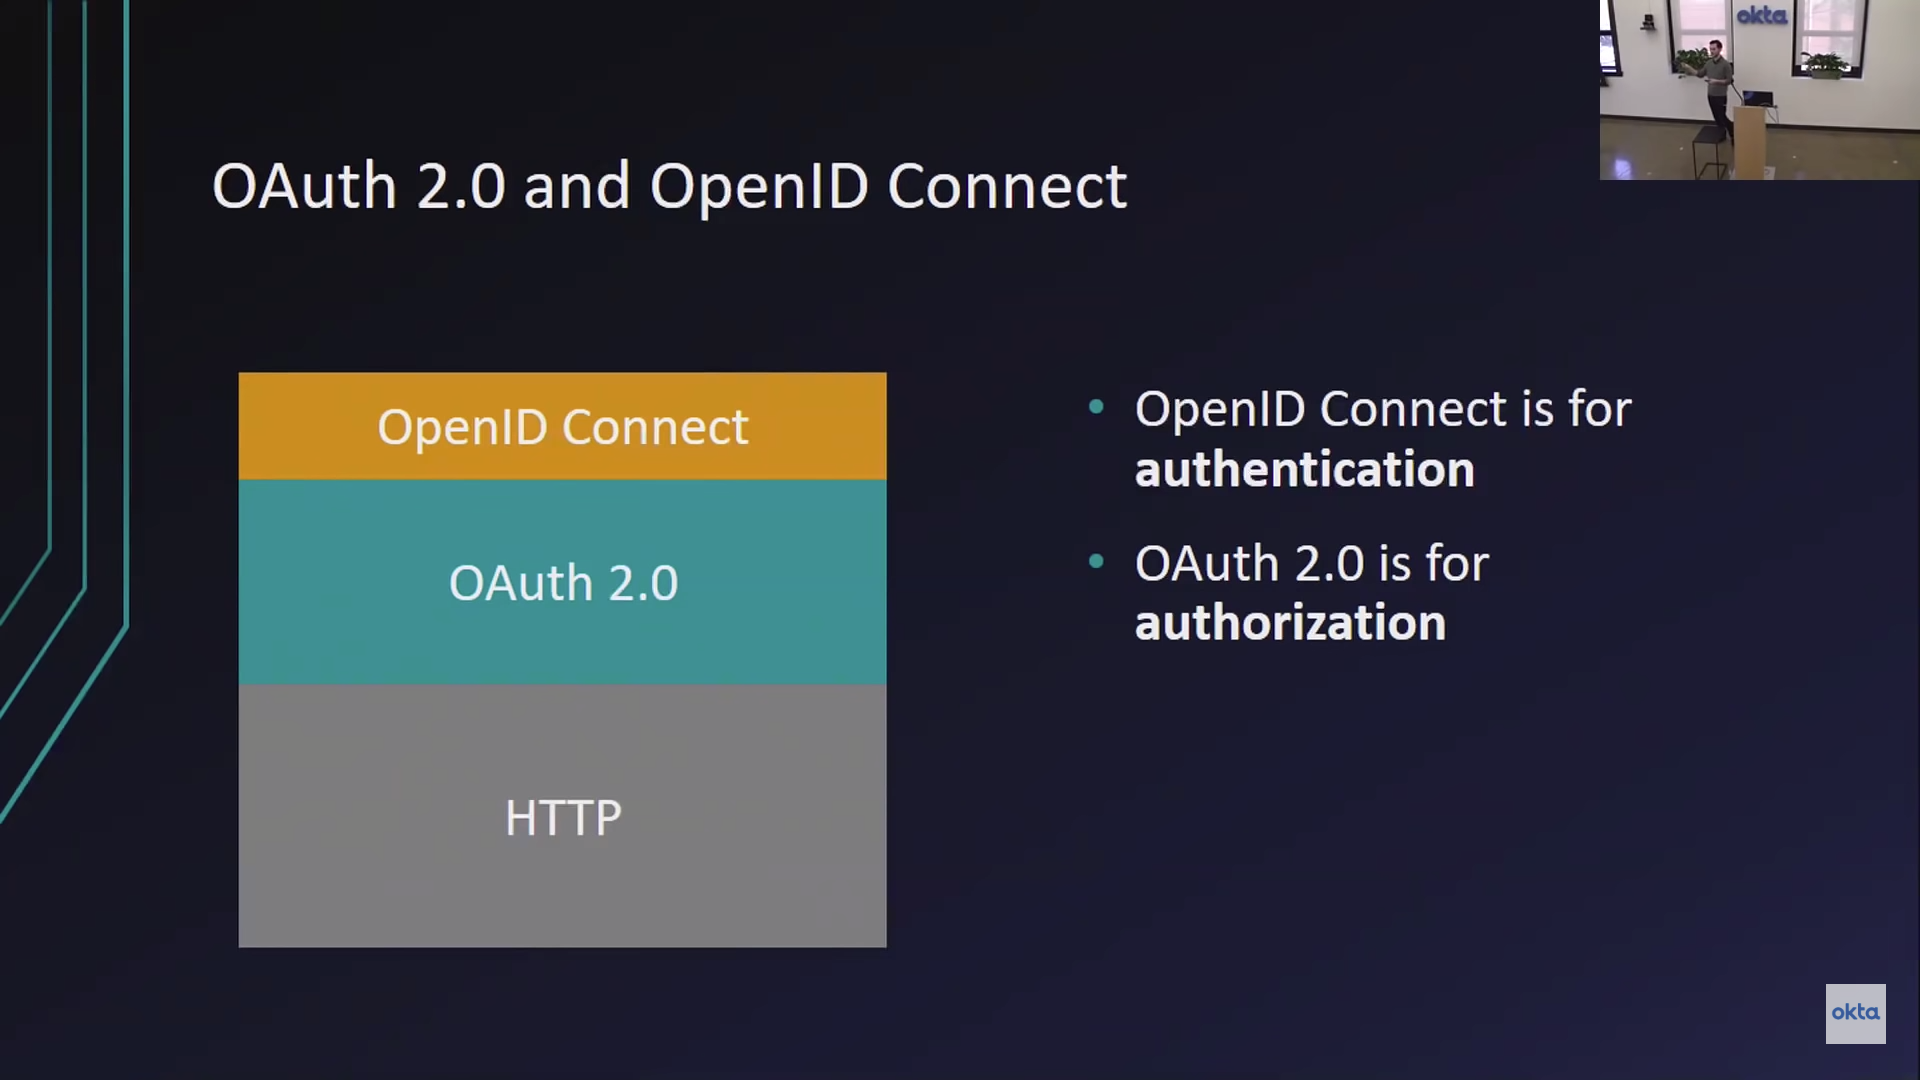 okta
OAuth 2.0 and OpenID Connect
OpenID Connect
OAuth 2.0
HTTP
OpenID Connect is for
authentication
OAuth 2.0 is for
authorization
okta